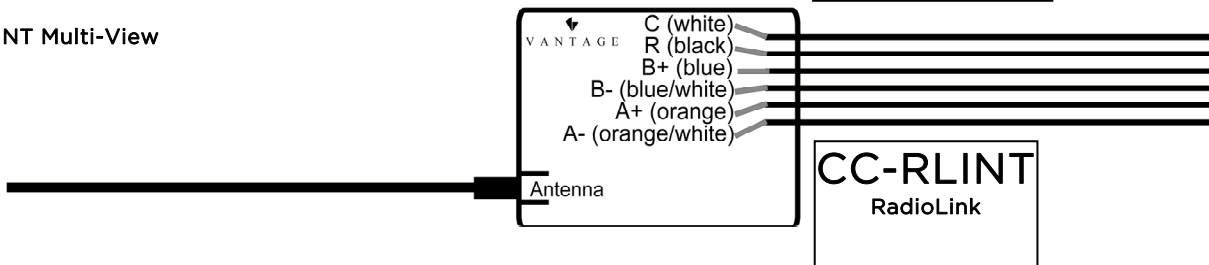 NT Multi-View
VANTAGE
C (white)
R (black)
B+ (blue)
B- (blue/white)
A+ (orange)
A- (orange/white)
Antenna
CC-RLINT
RadioLink